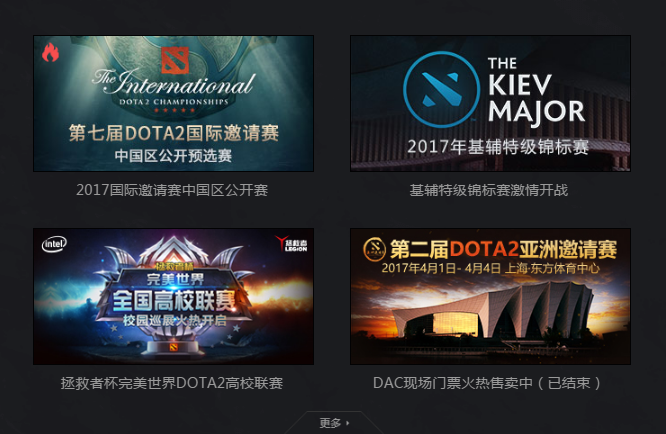 The International
DOTA2 CHAMPIONSHIPS
第七届DOTA2国际邀请赛
中国区公开预选赛
2017国际邀请赛中国区公开赛
THE
KIEV
MAJOR
2017年基辅特级锦标赛
基辅特级锦标赛激情开战
intel
拯救者
LEGION
拯救者杯
完美世界
全国高校联赛
校园巡展火热开启
拯救者杯完美世界DOTA2高校联赛
第二届DOTA2亚洲邀请赛
2017年4月1日- 4月4日 上海·东方体育中心
DAC现场门票火热售卖中（已结束）
更多